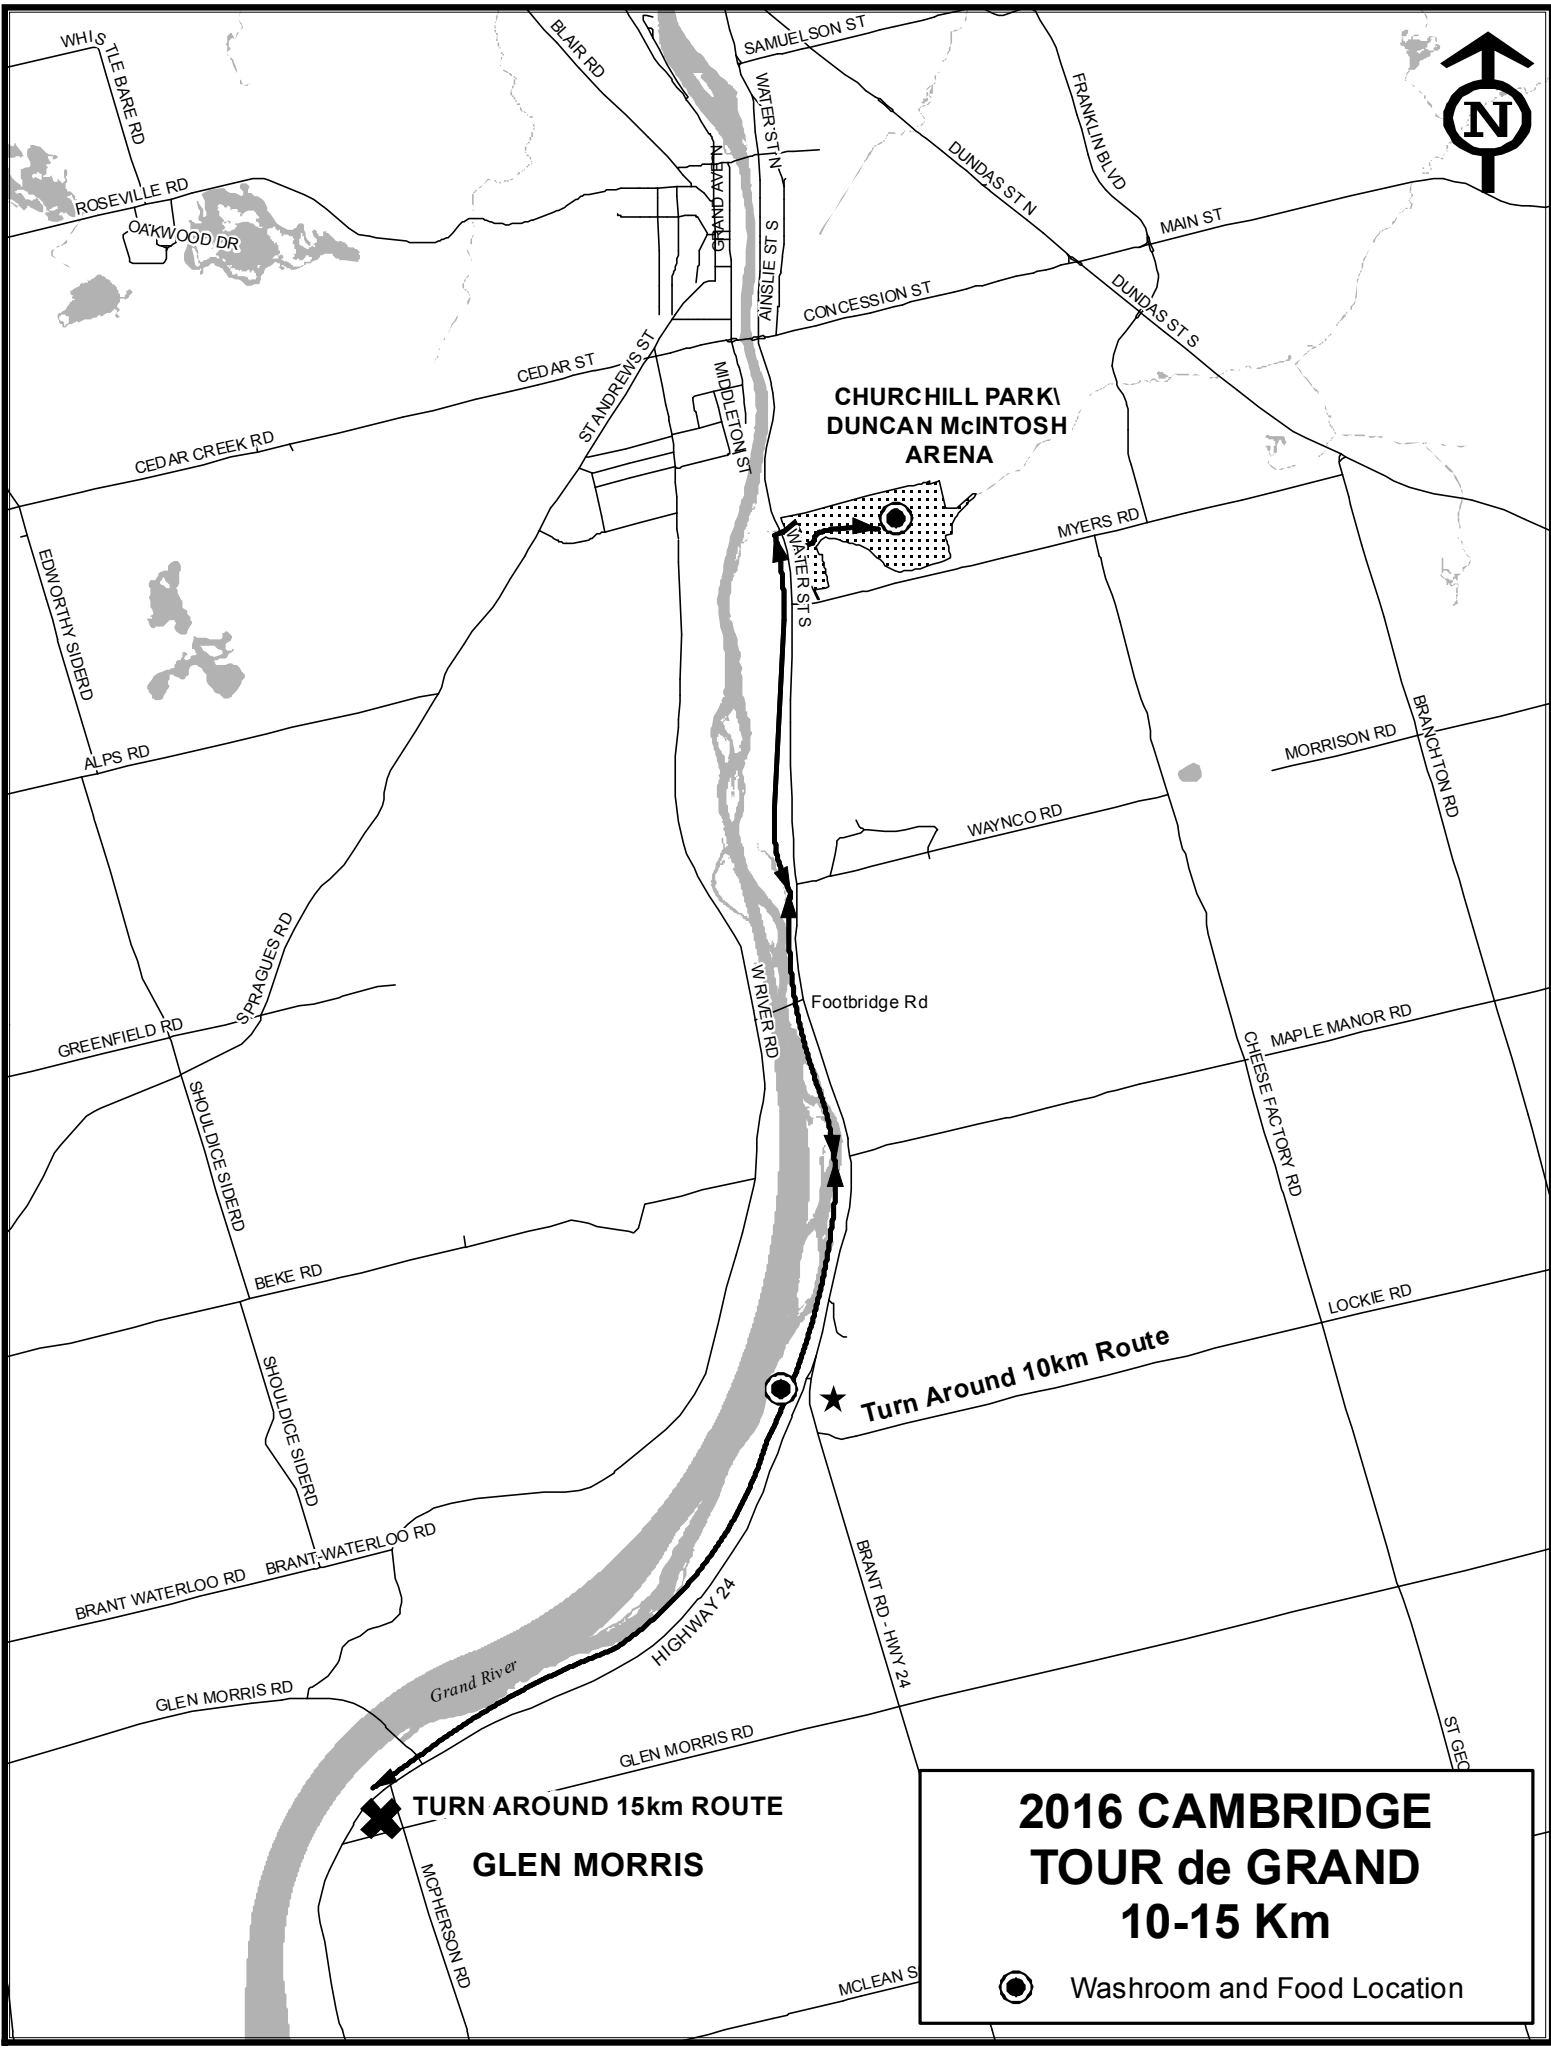 WHISTLE BARE RD
BLAIR RD
SAMUELSON ST
WATER ST N
FRANKLIN BLVD
N
DUNDAS ST N
ROSEVILLE RD
OAKWOOD DR
GRAND AVE N
AINSLIE ST S
MAIN ST
CONCESSION ST
DUNDAS ST S
CEDAR ST
ST ANDREWS ST
MIDDLETON ST
CHURCHILL PARK\
DUNCAN McINTOSH
ARENA
CEDAR CREEK RD
MYERS RD
WATER ST S
EDWORTHY SIDERD
ALPS RD
BRANCHTON RD
MORRISON RD
WAYNCO RD
SPRAGUES RD
W RIVER RD
Footbridge Rd
GREENFIELD RD
MAPLE MANOR RD
CHEESE FACTORY RD
SHOULDICE SIDERD
BEKE RD
LOCKIE RD
Turn Around 10km Route
SHOULDICE SIDERD
BRANT-WATERLOO RD
BRANT WATERLOO RD
BRANT RD - HWY 24
HIGHWAY 24
Grand River
GLEN MORRIS RD
GLEN MORRIS RD
ST GEO
TURN AROUND 15km ROUTE
GLEN MORRIS
MCPHERSON RD
MCLEAN S
2016 CAMBRIDGE
TOUR de GRAND
10-15 Km
Washroom and Food Location